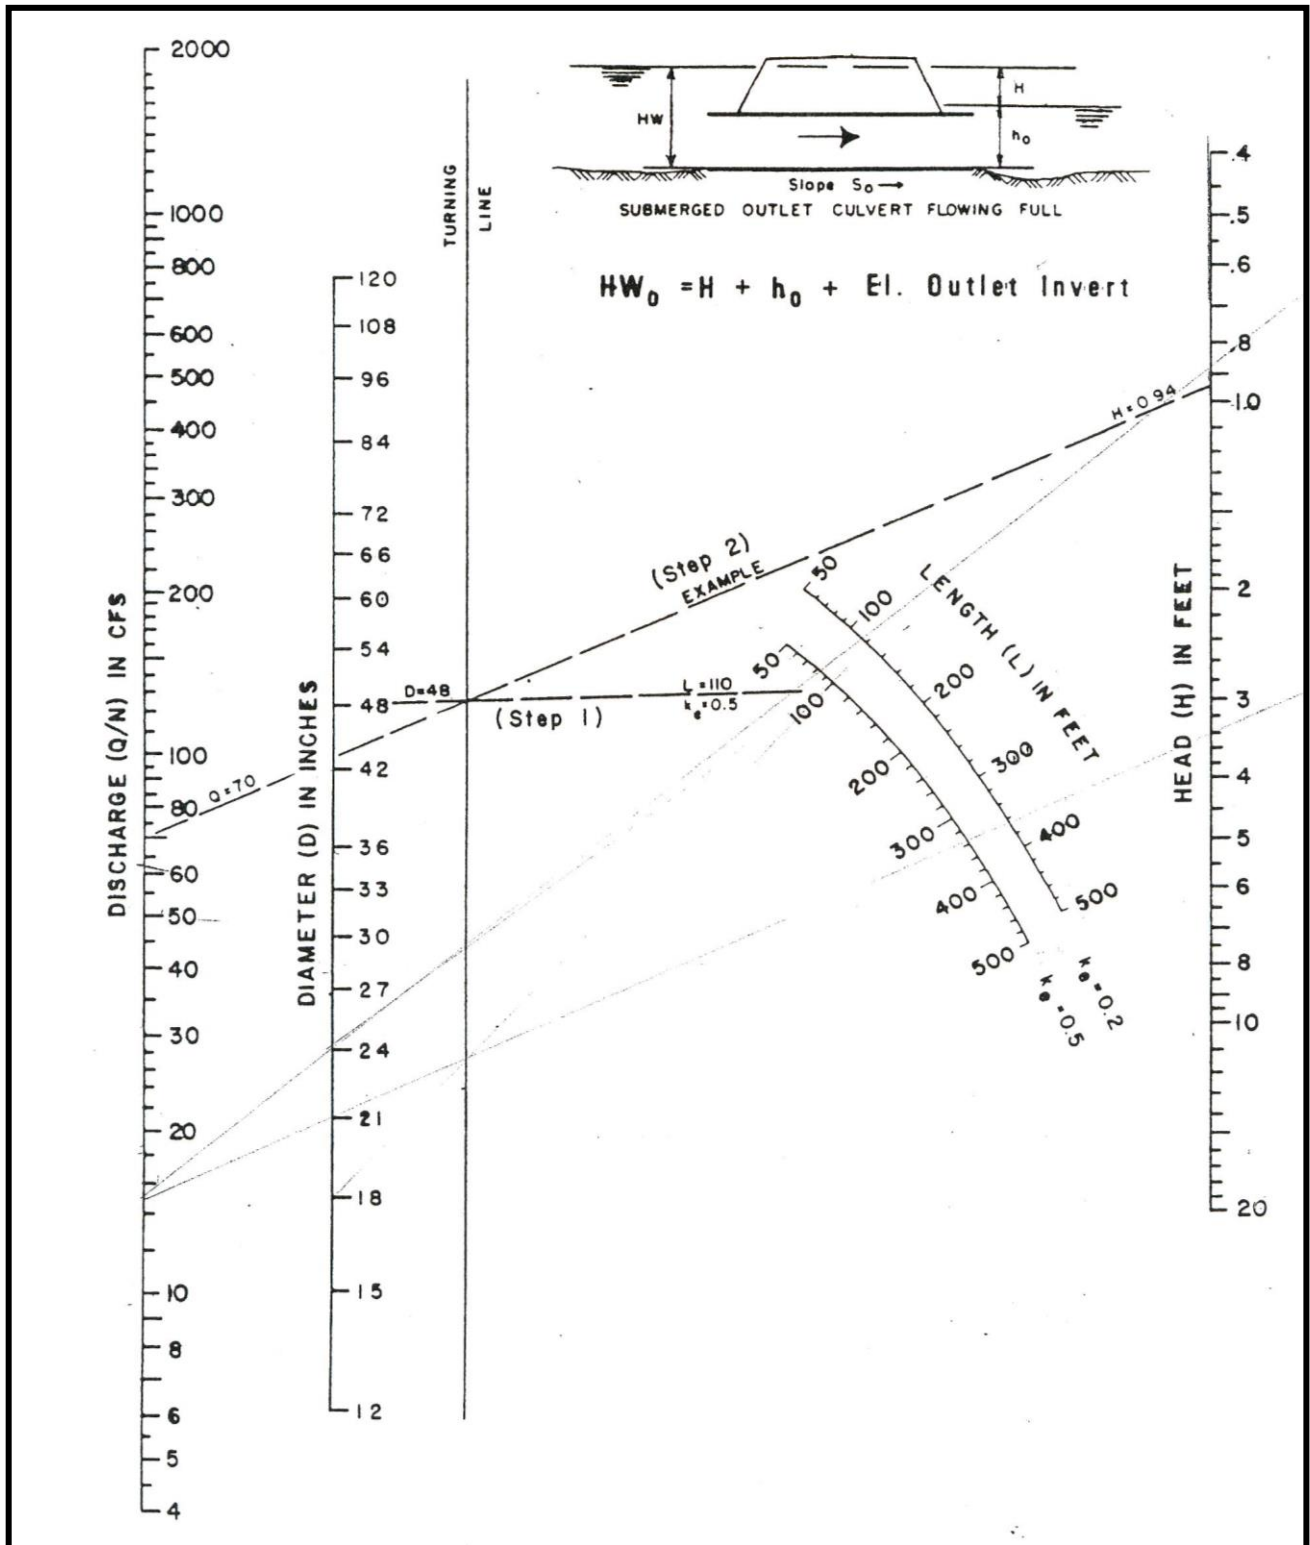 2000
1000
800
600
500
400
300
200
100
80
60
50
40
30
20
10
8
6
5
4
DISCHARGE (Q/N) IN CFS
Q=70
120
108
96
84
72
66
60
54
48
42
36
33
30
27
24
21
18
15
12
DIAMETER (D) IN INCHES
D=48
TURNING
LINE
HW
H
h₀
Slope S₀
SUBMERGED OUTLET CULVERT FLOWING FULL
HW₀ = H + h₀ + El. Outlet Invert
H=0.94
(Step 2)
EXAMPLE
L=110
kₑ=0.5
(Step 1)
50
100
200
300
400
500
kₑ=0.2
LENGTH (L) IN FEET
50
100
200
300
400
500
kₑ=0.5
.4
.5
.6
.8
1.0
2
3
4
5
6
8
10
20
HEAD (H) IN FEET